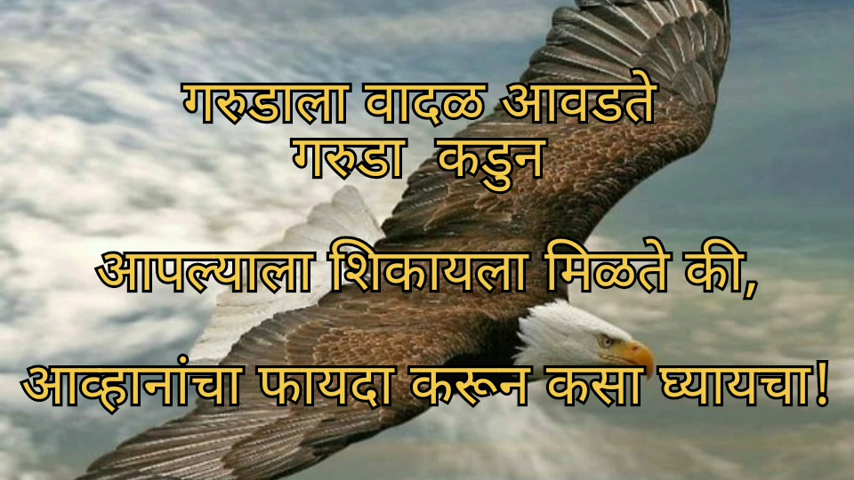 गरुडाला वादळ आवडते
गरुडा कडुन
आपल्याला शिकायला मिळते की,
आव्हानांचा फायदा करून कसा घ्यायचा!